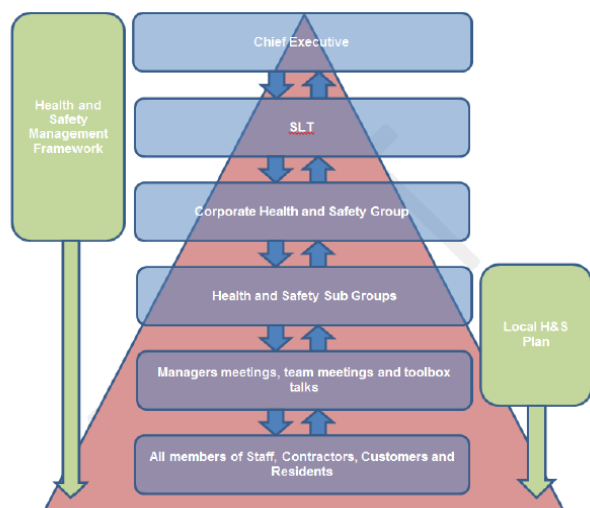 Chief Executive
Health and
Safety
Management
Framework
SLT
Corporate Health and Safety Group
Health and Safety Sub Groups
Local H&S
Plan
Managers meetings, team meetings and toolbox
talks
All members of Staff, Contractors, Customers and
Residents